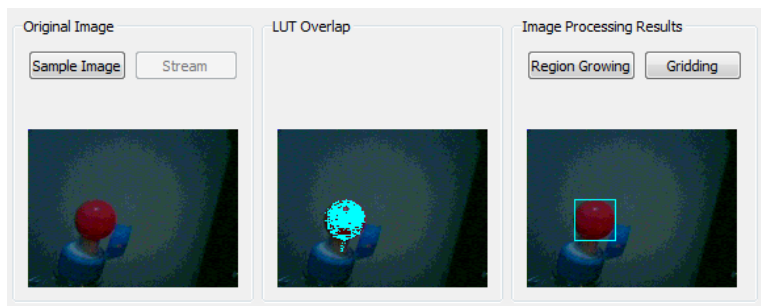 Original Image
Sample Image
Stream
LUT Overlap
Image Processing Results
Region Growing
Gridding